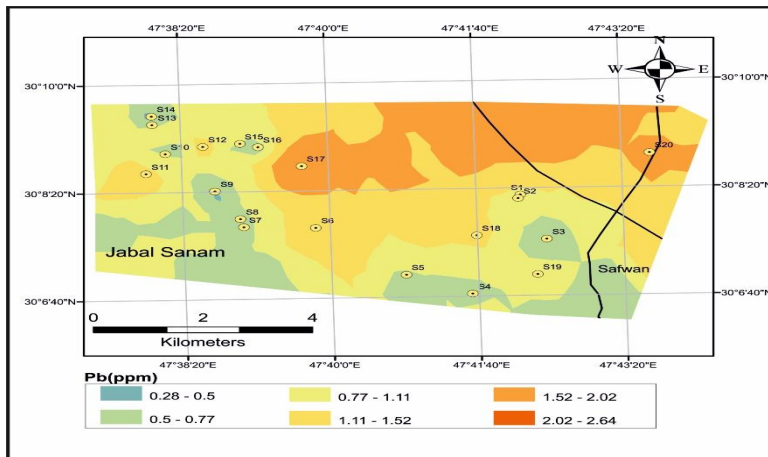 47°38'20"E 47°40'0"E 47°41'40"E 47°43'20"E
N
W E
S
30°10'0"N 30°10'0"N
S14
S13
S12 S15 S16
S10
S11
S17
S20
S9
S1
S2
30°8'20"N 30°8'20"N
S8
S7
S6
S18
S3
Jabal Sanam
S5
S19
Safwan
S4
30°6'40"N 30°6'40"N
0 2 4
Kilometers
47°38'20"E 47°40'0"E 47°41'40"E 47°43'20"E
Pb(ppm)
0.28 - 0.5 0.77 - 1.11 1.52 - 2.02
0.5 - 0.77 1.11 - 1.52 2.02 - 2.64